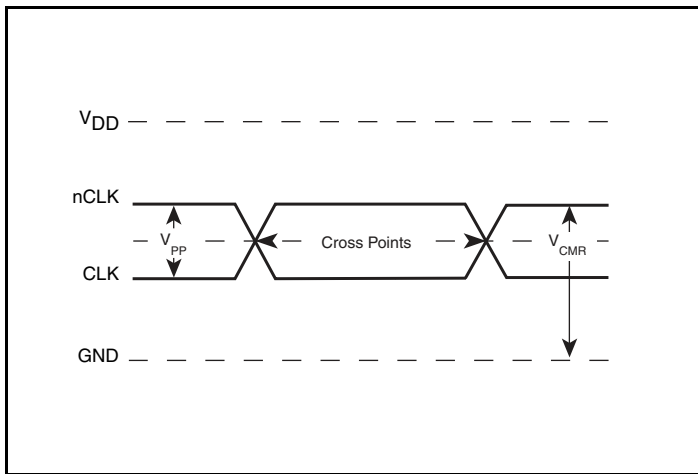 VDD
nCLK
VPP
Cross Points
VCMR
CLK
GND